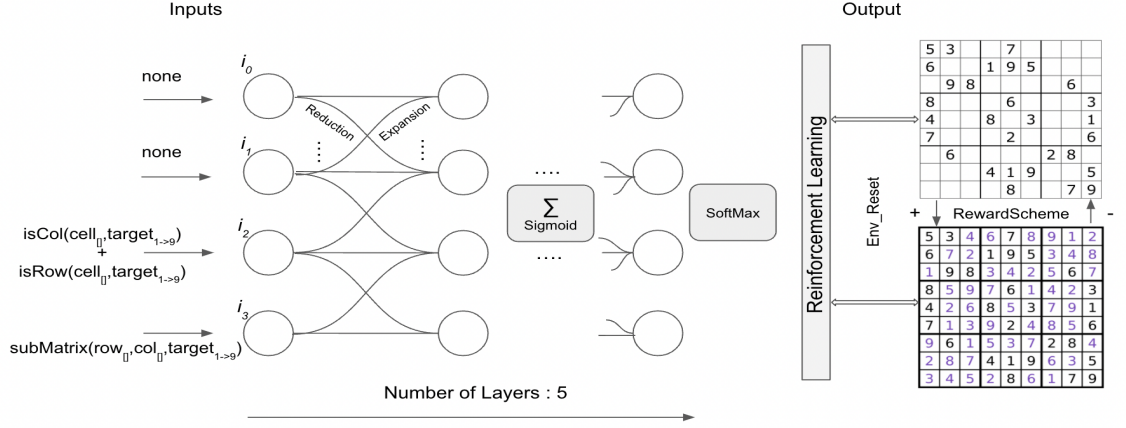 Inputs
Output
none
i0
Reduction
Expansion
none
i1
isCol(cell[],target1->9)
+
isRow(cell[],target1->9)
i2
subMatrix(row[],col[],target1->9)
i3
....
Σ
Sigmoid
....
SoftMax
Number of Layers : 5
Reinforcement Learning
Env_Reset
5 3 7
6 1 9 5
9 8 6
8 6 3
4 8 3 1
7 2 6
6 2 8
4 1 9 5
8 7 9
+ RewardScheme -
5 3 4 6 7 8 9 1 2
6 7 2 1 9 5 3 4 8
1 9 8 3 4 2 5 6 7
8 5 9 7 6 1 4 2 3
4 2 6 8 5 3 7 9 1
7 1 3 9 2 4 8 5 6
9 6 1 5 3 7 2 8 4
2 8 7 4 1 9 6 3 5
3 4 5 2 8 6 1 7 9